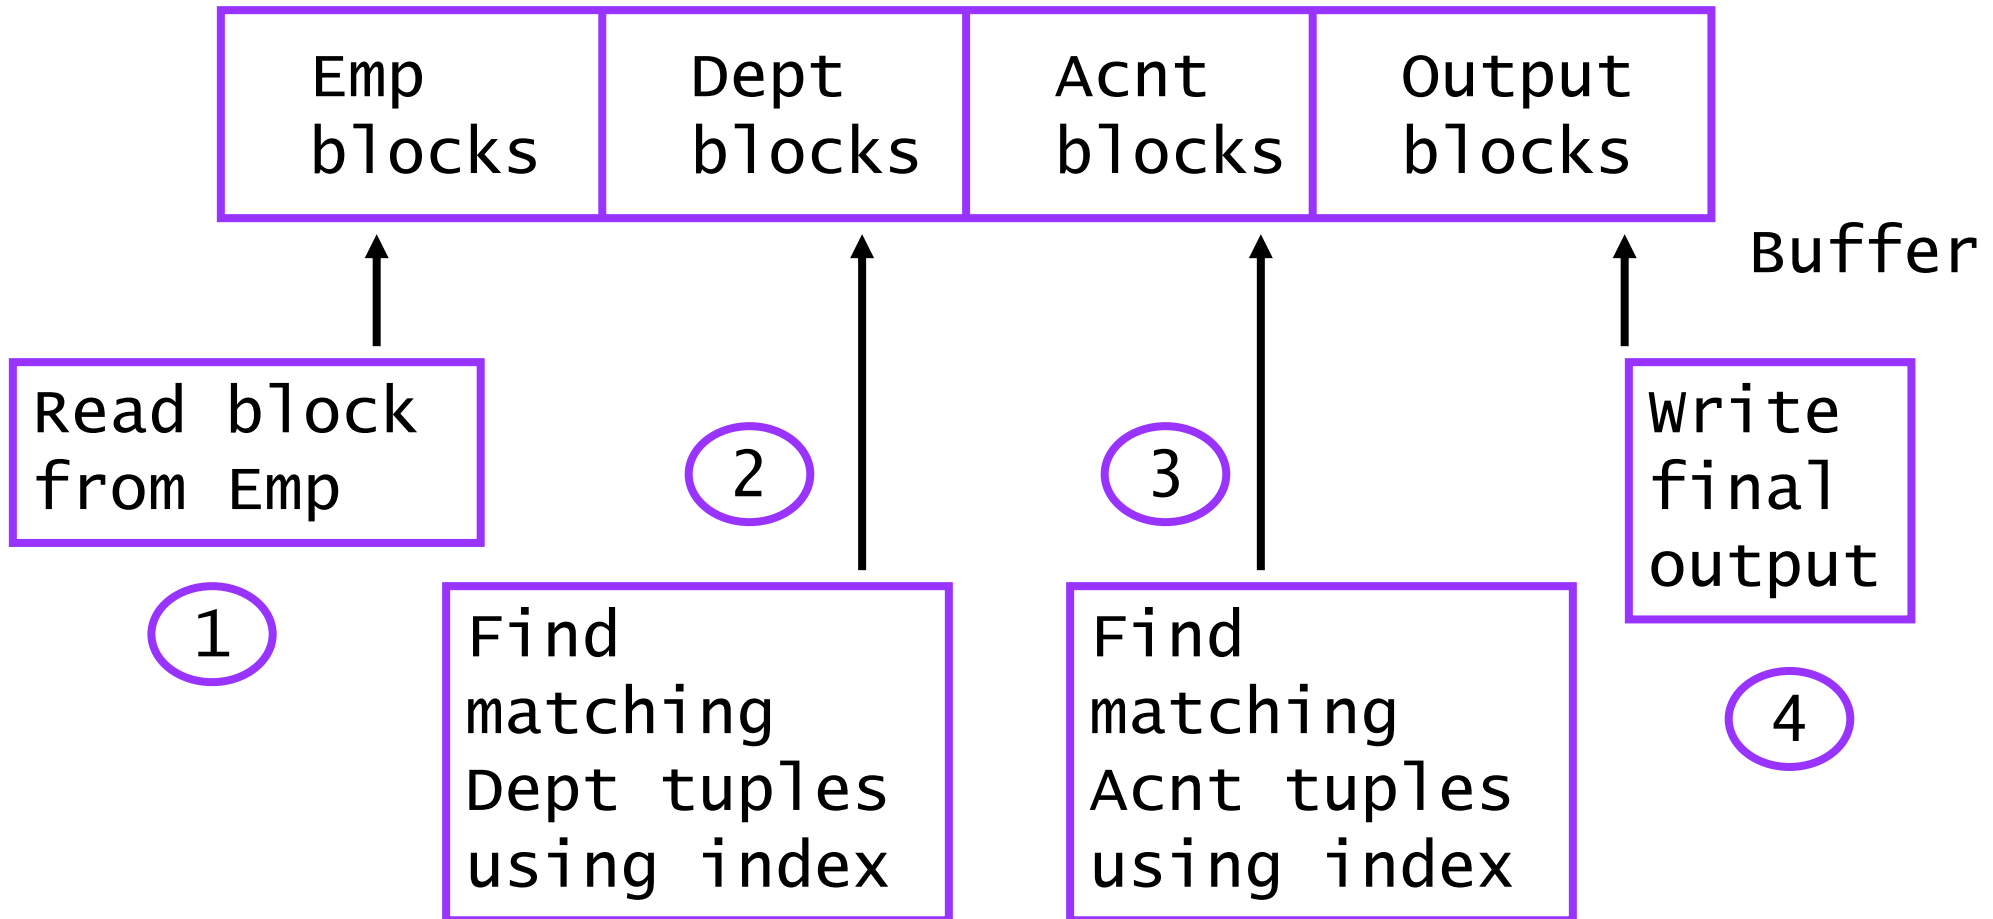 Emp
blocks
Dept
blocks
Acnt
blocks
Output
blocks
Buffer
Read block
from Emp
1
2
Find
matching
Dept tuples
using index
3
Find
matching
Acnt tuples
using index
Write
final
output
4